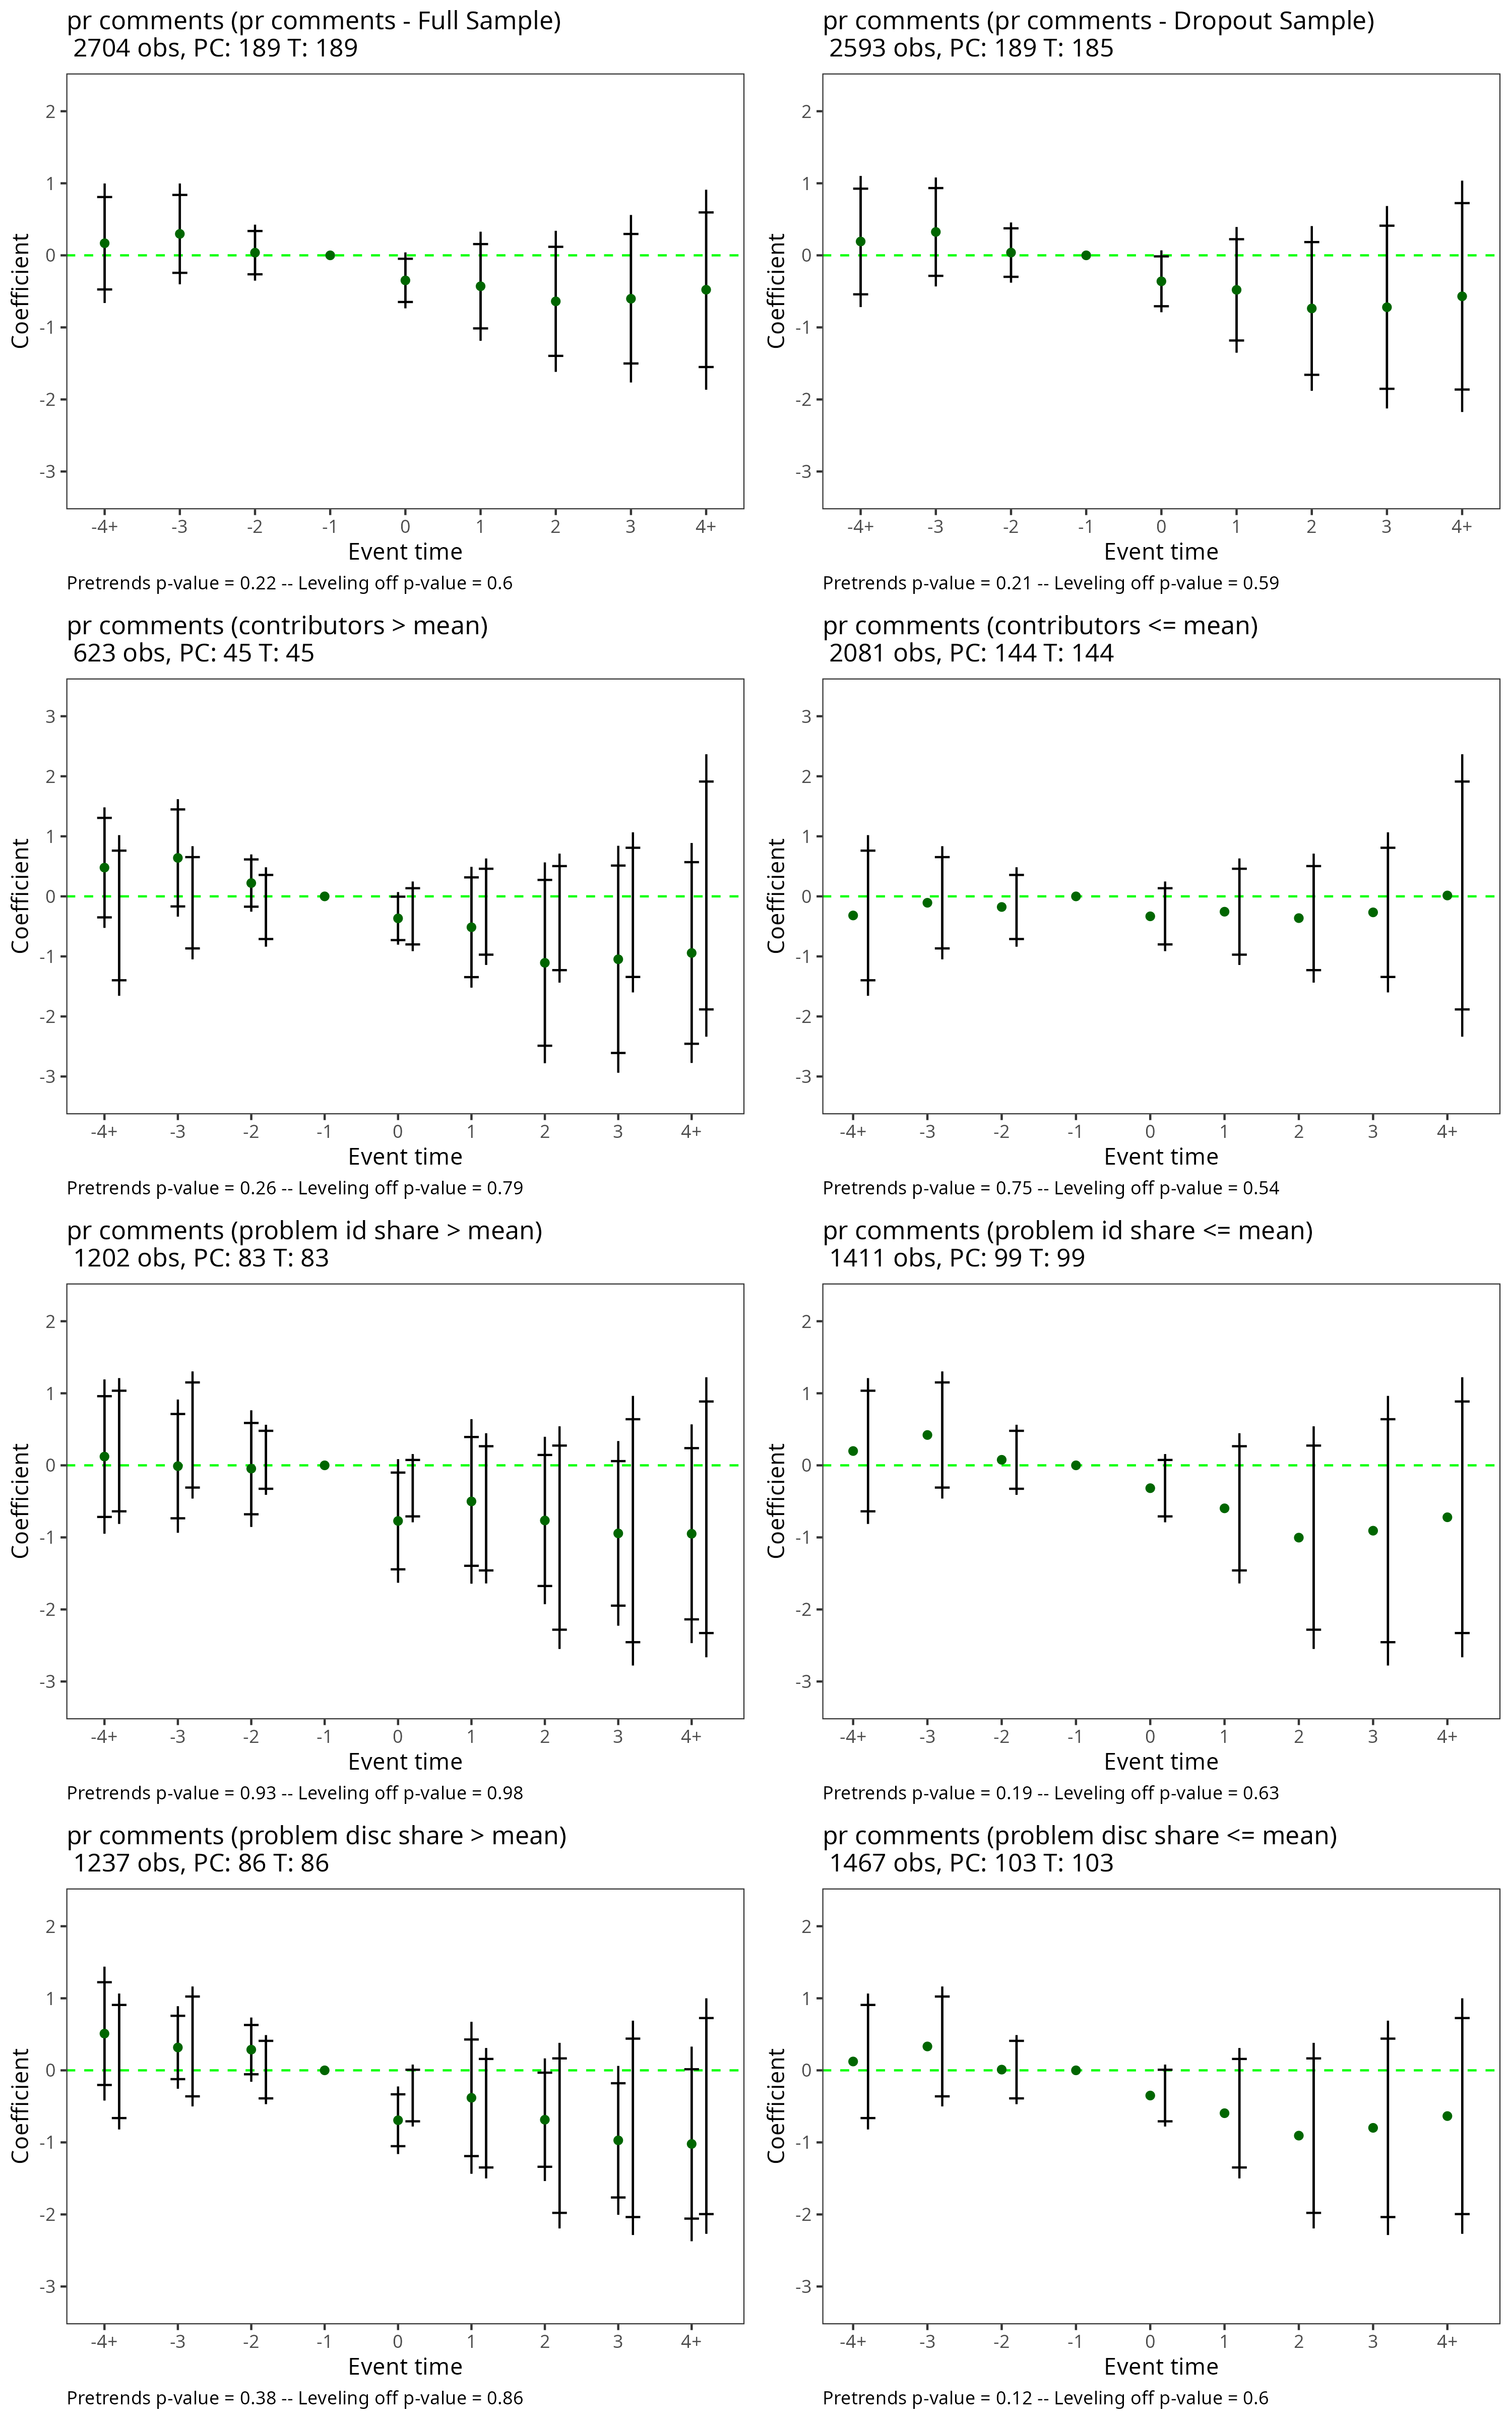 pr comments (pr comments - Full Sample)
2704 obs, PC: 189 T: 189
2
1
0
-1
-2
-3
Coefficient
-4+ -3 -2 -1 0 1 2 3 4+
Event time
Pretrends p-value = 0.22 -- Leveling off p-value = 0.6
pr comments (pr comments - Dropout Sample)
2593 obs, PC: 189 T: 185
2
1
0
-1
-2
-3
Coefficient
-4+ -3 -2 -1 0 1 2 3 4+
Event time
Pretrends p-value = 0.21 -- Leveling off p-value = 0.59
pr comments (contributors > mean)
623 obs, PC: 45 T: 45
3
2
1
0
-1
-2
-3
Coefficient
-4+ -3 -2 -1 0 1 2 3 4+
Event time
Pretrends p-value = 0.26 -- Leveling off p-value = 0.79
pr comments (contributors <= mean)
2081 obs, PC: 144 T: 144
3
2
1
0
-1
-2
-3
Coefficient
-4+ -3 -2 -1 0 1 2 3 4+
Event time
Pretrends p-value = 0.75 -- Leveling off p-value = 0.54
pr comments (problem id share > mean)
1202 obs, PC: 83 T: 83
2
1
0
-1
-2
-3
Coefficient
-4+ -3 -2 -1 0 1 2 3 4+
Event time
Pretrends p-value = 0.93 -- Leveling off p-value = 0.98
pr comments (problem id share <= mean)
1411 obs, PC: 99 T: 99
2
1
0
-1
-2
-3
Coefficient
-4+ -3 -2 -1 0 1 2 3 4+
Event time
Pretrends p-value = 0.19 -- Leveling off p-value = 0.63
pr comments (problem disc share > mean)
1237 obs, PC: 86 T: 86
2
1
0
-1
-2
-3
Coefficient
-4+ -3 -2 -1 0 1 2 3 4+
Event time
Pretrends p-value = 0.38 -- Leveling off p-value = 0.86
pr comments (problem disc share <= mean)
1467 obs, PC: 103 T: 103
2
1
0
-1
-2
-3
Coefficient
-4+ -3 -2 -1 0 1 2 3 4+
Event time
Pretrends p-value = 0.12 -- Leveling off p-value = 0.6